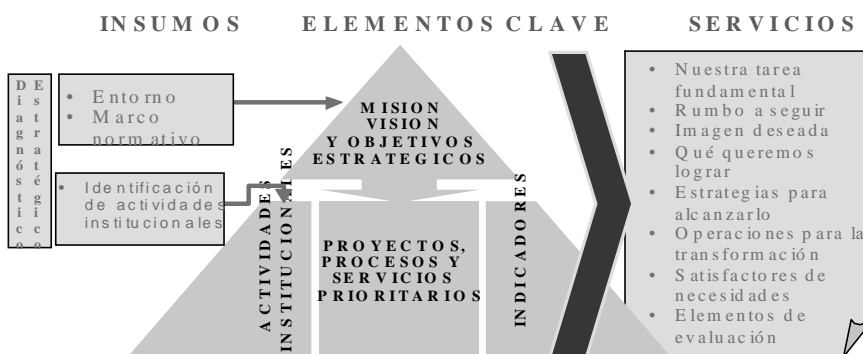 INSUMOS
ELEMENTOS CLAVE
SERVICIOS
Diagnóstico
Estratégico
• Entorno
• Marco
normativo
• Identificación
de actividades
institucionales
MISION
VISION
Y OBJETIVOS
ESTRATEGICOS
ACTIVIDADES
INSTITUCIONALES
PROYECTOS,
PROCESOS Y
SERVICIOS
PRIORITARIOS
INDICADORES
• Nuestra tarea
fundamental
• Rumbo a seguir
• Imagen deseada
• Qué queremos
lograr
• Estrategias para
alcanzarlo
• Operaciones para la
transformación
• Satisfactores de
necesidades
• Elementos de
evaluación